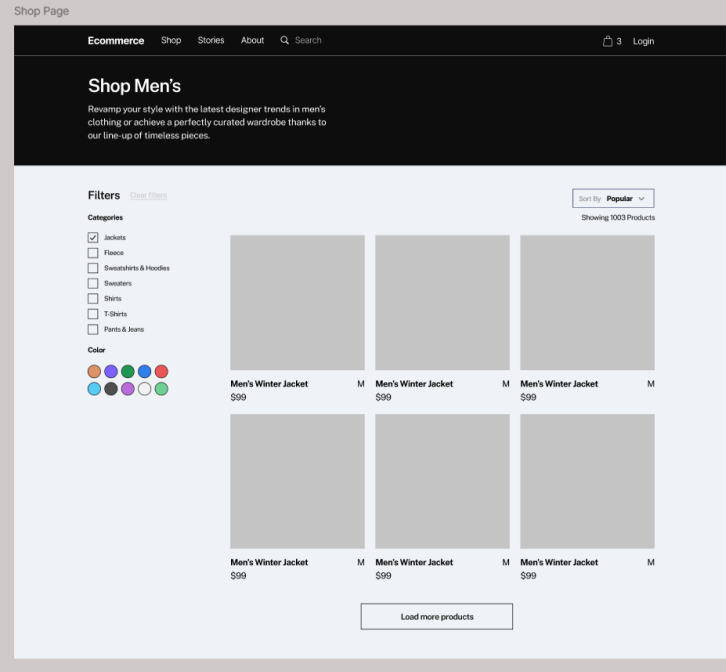 Shop Page
Ecommerce Shop Stories About Search 3 Login
Shop Men's
Revamp your style with the latest designer trends in men's
clothing or achieve a perfectly curated wardrobe thanks to
our line-up of timeless pieces.
Filters Clear filters
Sort By Popular
Showing 1003 Products
Categories
Jackets
Fleece
Sweatshirts & Hoodies
Sweaters
Shirts
T-Shirts
Pants & Jeans
Color
Men's Winter Jacket M
$99
Men's Winter Jacket M
$99
Men's Winter Jacket M
$99
Men's Winter Jacket M
$99
Men's Winter Jacket M
$99
Men's Winter Jacket M
$99
Load more products